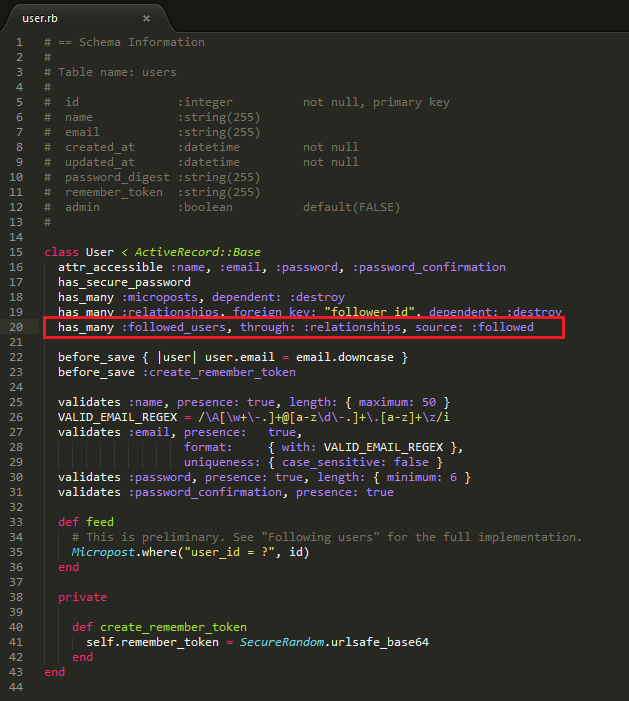 user.rb ×
1 # == Schema Information
2 #
3 # Table name: users
4 #
5 #  id              :integer          not null, primary key
6 #  name            :string(255)
7 #  email           :string(255)
8 #  created_at      :datetime         not null
9 #  updated_at      :datetime         not null
10 #  password_digest :string(255)
11 #  remember_token  :string(255)
12 #  admin           :boolean          default(FALSE)
13 #
14
15 class User < ActiveRecord::Base
16   attr_accessible :name, :email, :password, :password_confirmation
17   has_secure_password
18   has_many :microposts, dependent: :destroy
19   has_many :relationships, foreign_key: "follower_id", dependent: :destroy
20   has_many :followed_users, through: :relationships, source: :followed
21
22   before_save { |user| user.email = email.downcase }
23   before_save :create_remember_token
24
25   validates :name, presence: true, length: { maximum: 50 }
26   VALID_EMAIL_REGEX = /\A[\w+\-.]+@[a-z\d\-.]+\.[a-z]+\z/i
27   validates :email, presence:   true,
28                     format:     { with: VALID_EMAIL_REGEX },
29                     uniqueness: { case_sensitive: false }
30   validates :password, presence: true, length: { minimum: 6 }
31   validates :password_confirmation, presence: true
32
33   def feed
34     # This is preliminary. See "Following users" for the full implementation.
35     Micropost.where("user_id = ?", id)
36   end
37
38   private
39
40     def create_remember_token
41       self.remember_token = SecureRandom.urlsafe_base64
42     end
43 end
44